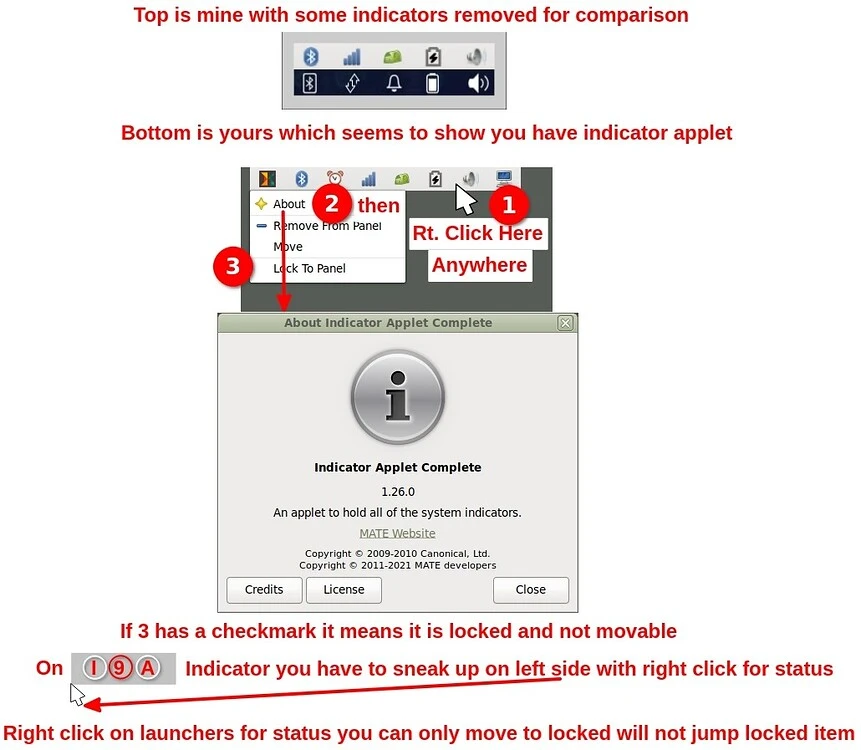 Top is mine with some indicators removed for comparison
Bottom is yours which seems to show you have indicator applet
About
2
then
1
Remove From Panel
Rt. Click Here
Move
3
Lock To Panel
Anywhere
About Indicator Applet Complete
Indicator Applet Complete
1.26.0
An applet to hold all of the system indicators.
MATE Website
Copyright © 2009-2010 Canonical, Ltd.
Copyright © 2011-2021 MATE developers
Credits
License
Close
If 3 has a checkmark it means it is locked and not movable
On I 9 A Indicator you have to sneak up on left side with right click for status
Right click on launchers for status you can only move to locked will not jump locked item